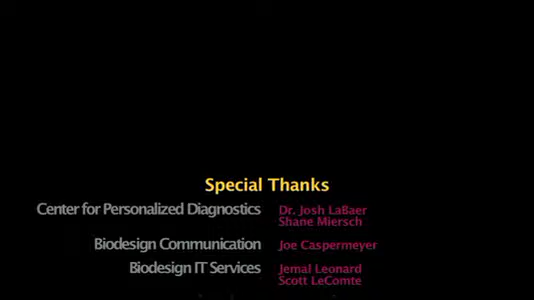 Special Thanks
Center for Personalized Diagnostics Dr. Josh LaBaer
Shane Miersch
Biodesign Communication Joe Caspermeyer
Biodesign IT Services Jemal Leonard
Scott LeComte